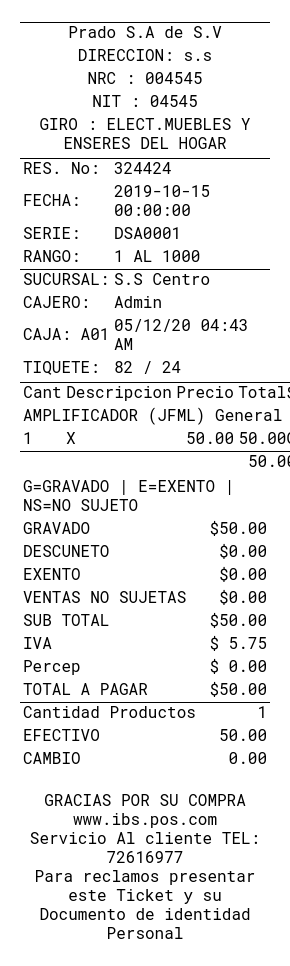 Prado S.A de S.V
DIRECCION: s.s
NRC : 004545
NIT : 04545
GIRO : ELECT.MUEBLES Y
ENSERES DEL HOGAR
RES. No: 324424
FECHA: 2019-10-15
00:00:00
SERIE: DSA0001
RANGO: 1 AL 1000
SUCURSAL: S.S Centro
CAJERO: Admin
CAJA: A01 05/12/20 04:43
AM
TIQUETE: 82 / 24
Cant Descripcion Precio Total
AMPLIFICADOR (JFML) General
1 X 50.00 50.00
50.00
G=GRAVADO | E=EXENTO |
NS=NO SUJETO
GRAVADO $50.00
DESCUNETO $0.00
EXENTO $0.00
VENTAS NO SUJETAS $0.00
SUB TOTAL $50.00
IVA $ 5.75
Percep $ 0.00
TOTAL A PAGAR $50.00
Cantidad Productos 1
EFECTIVO 50.00
CAMBIO 0.00
GRACIAS POR SU COMPRA
www.ibs.pos.com
Servicio Al cliente TEL:
72616977
Para reclamos presentar
este Ticket y su
Documento de identidad
Personal